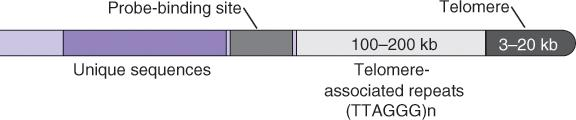 Probe-binding site
Telomere
100–200 kb
3–20 kb
Unique sequences
Telomere-
associated repeats
(TTAGGG)n